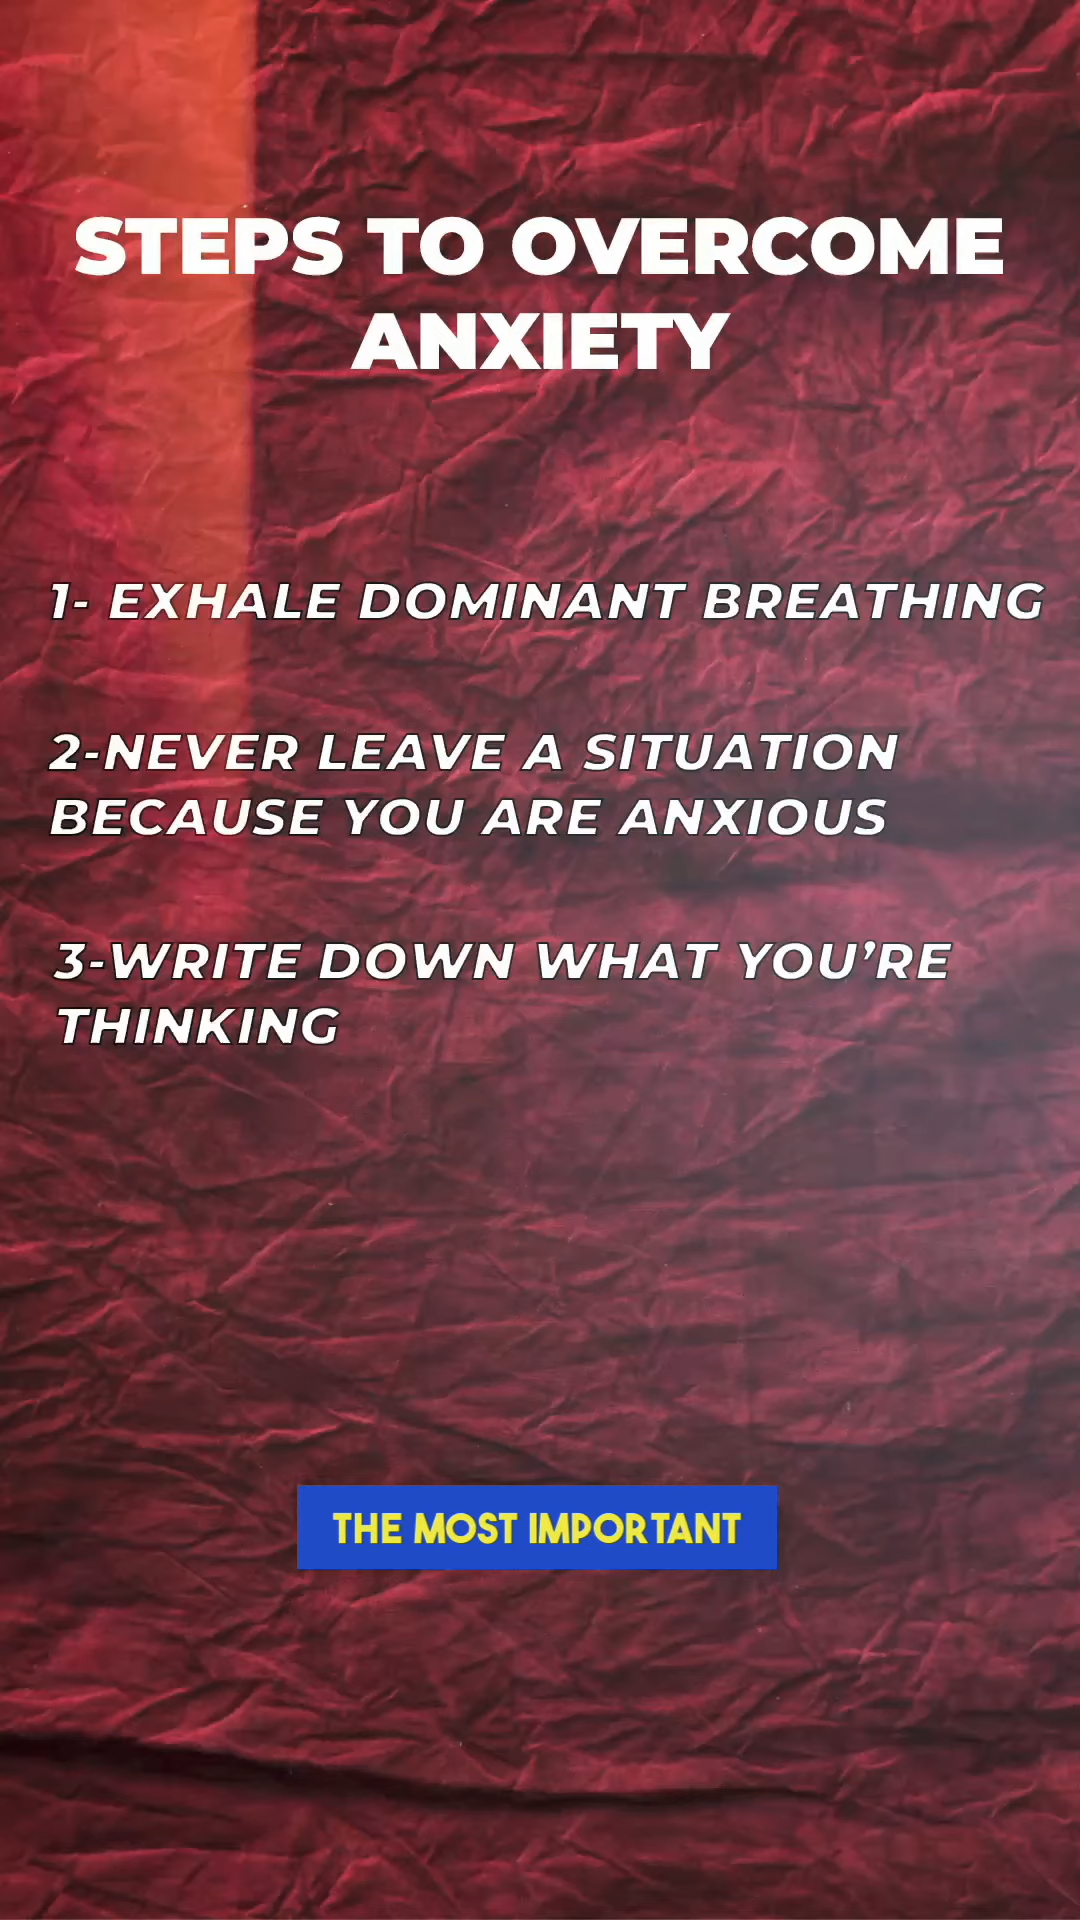 STEPS TO OVERCOME
ANXIETY
1- EXHALE DOMINANT BREATHING
2-NEVER LEAVE A SITUATION
BECAUSE YOU ARE ANXIOUS
3-WRITE DOWN WHAT YOU’RE
THINKING
THE MOST IMPORTANT